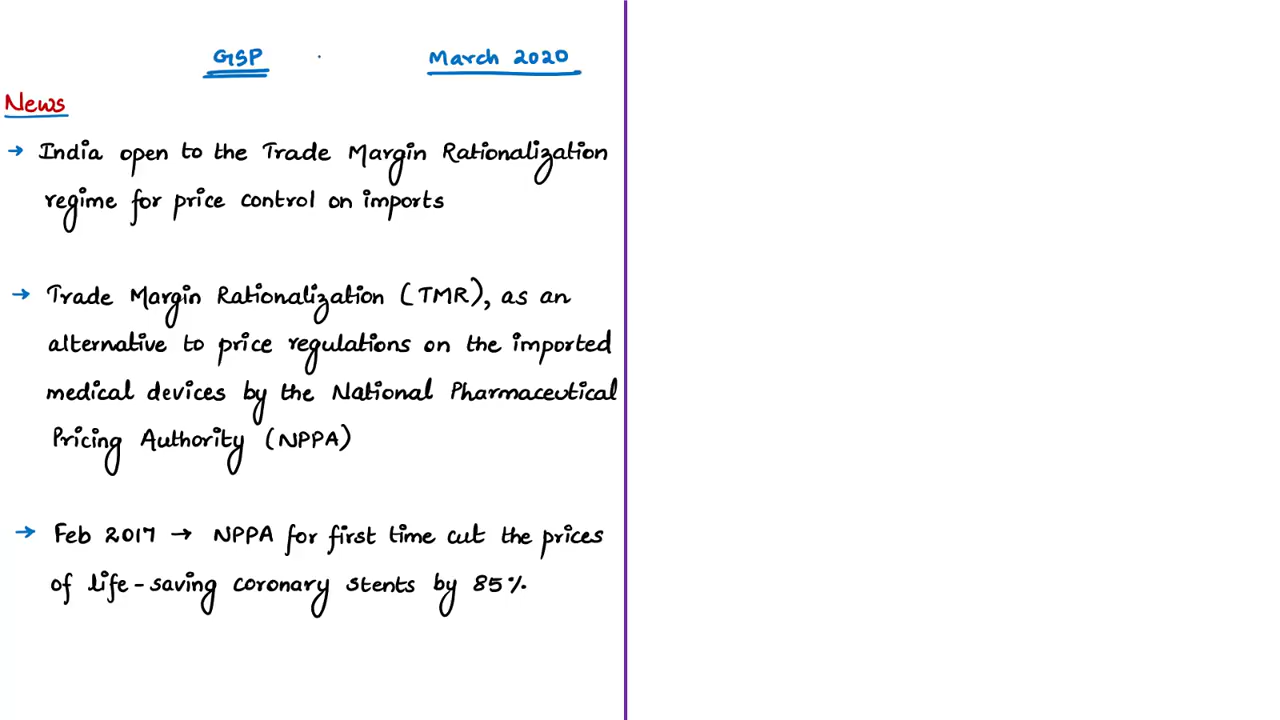 GSP March 2020
News
→ India open to the Trade Margin Rationalization
regime for price control on imports
→ Trade Margin Rationalization (TMR), as an
alternative to price regulations on the imported
medical devices by the National Pharmaceutical
Pricing Authority (NPPA)
→ Feb 2017 → NPPA for first time cut the prices
of life-saving coronary stents by 85%